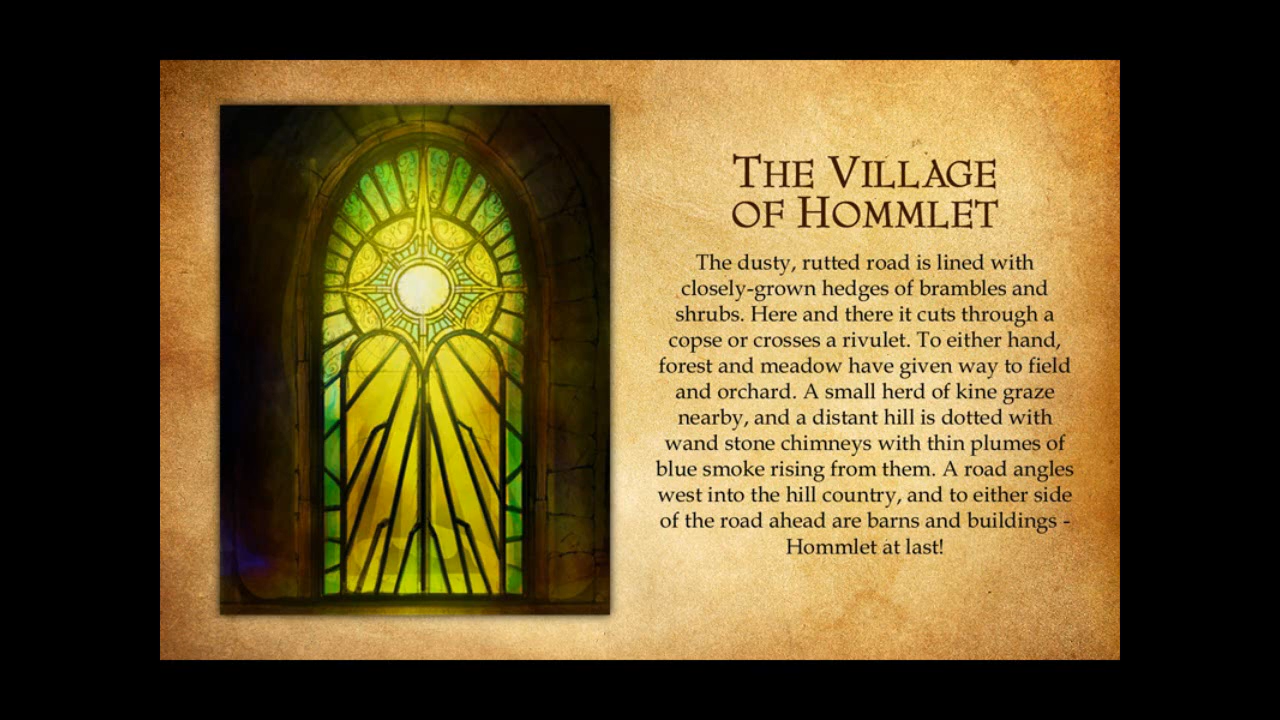 The Village
of Hommlet
The dusty, rutted road is lined with
closely-grown hedges of brambles and
shrubs. Here and there it cuts through a
copse or crosses a rivulet. To either hand,
forest and meadow have given way to field
and orchard. A small herd of kine graze
nearby, and a distant hill is dotted with
wand stone chimneys with thin plumes of
blue smoke rising from them. A road angles
west into the hill country, and to either side
of the road ahead are barns and buildings -
Hommlet at last!